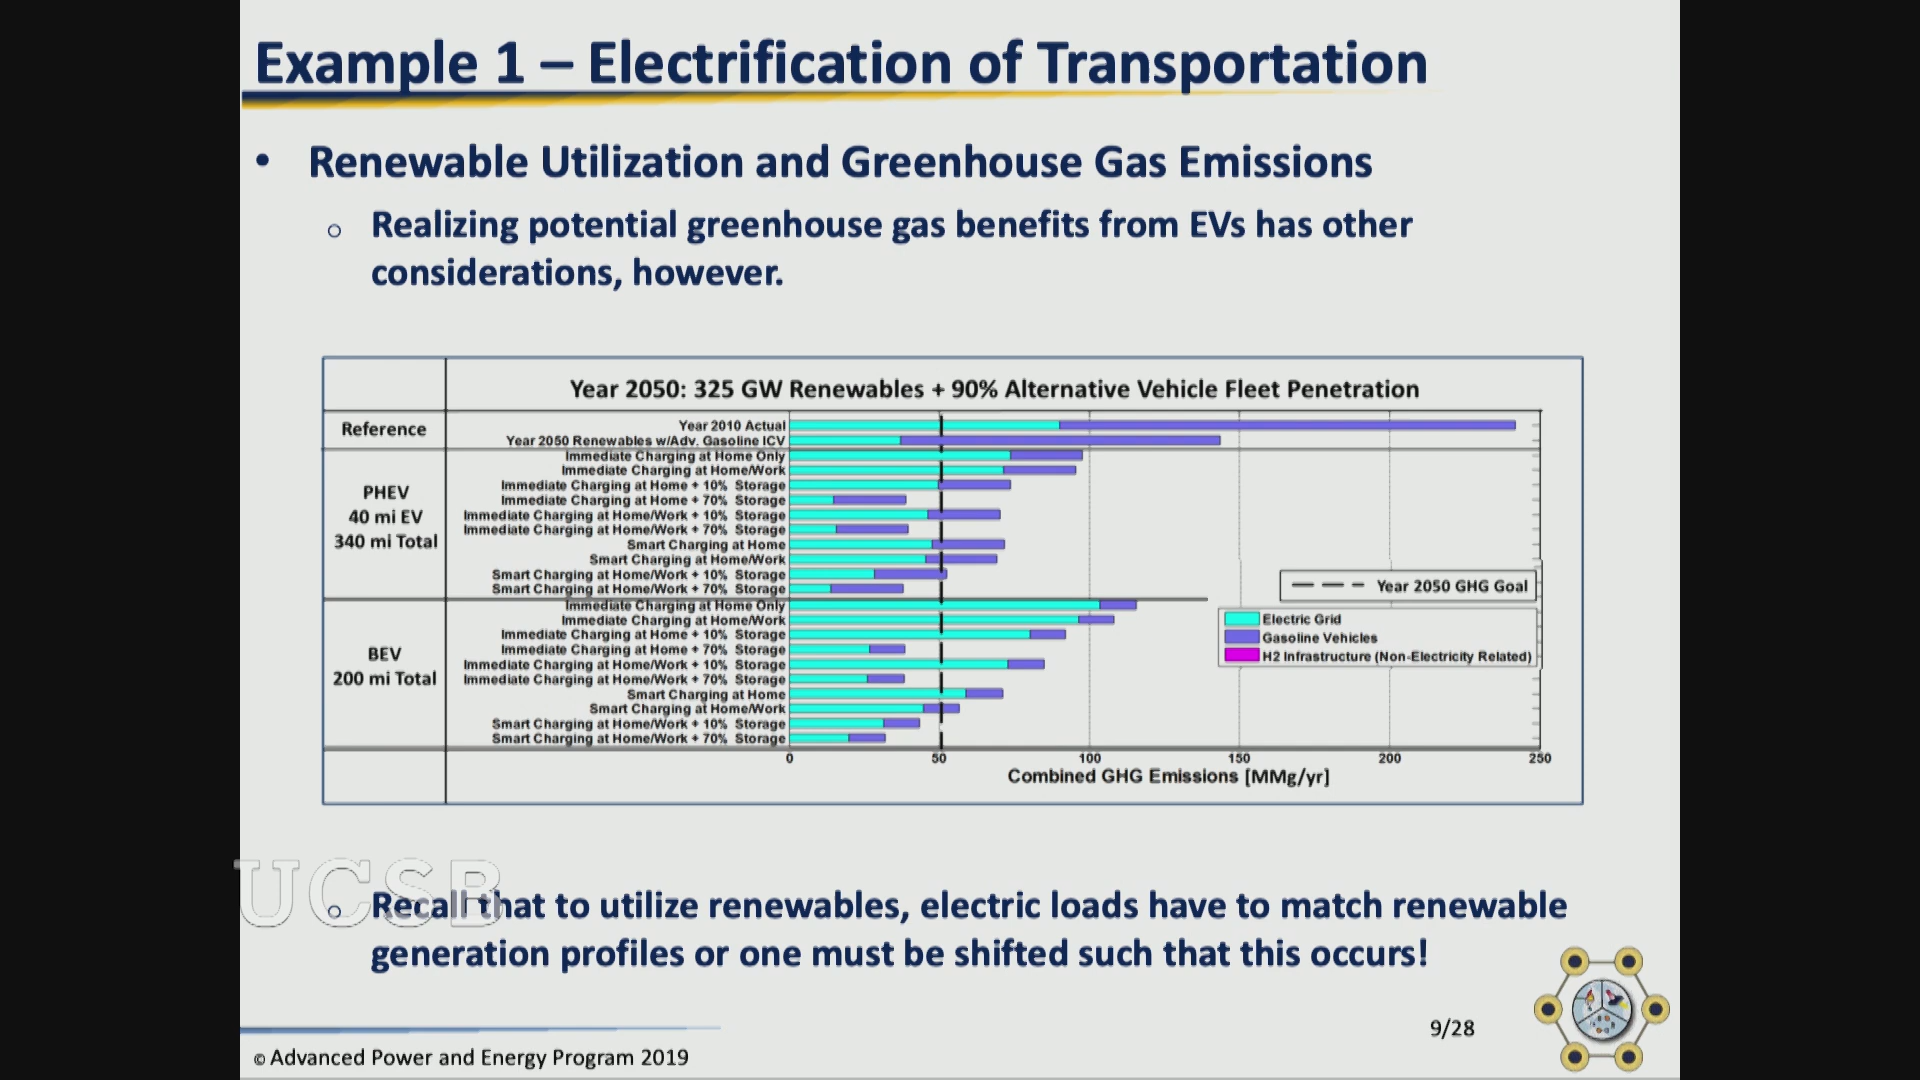 Example 1 – Electrification of Transportation
• Renewable Utilization and Greenhouse Gas Emissions
○ Realizing potential greenhouse gas benefits from EVs has other
considerations, however.
Year 2050: 325 GW Renewables + 90% Alternative Vehicle Fleet Penetration
Reference
Year 2010 Actual
Year 2050 Renewables w/Adv. Gasoline ICV
PHEV
40 mi EV
340 mi Total
Immediate Charging at Home Only
Immediate Charging at Home/Work
Immediate Charging at Home + 10% Storage
Immediate Charging at Home + 70% Storage
Immediate Charging at Home/Work + 10% Storage
Immediate Charging at Home/Work + 70% Storage
Smart Charging at Home
Smart Charging at Home/Work
Smart Charging at Home/Work + 10% Storage
Smart Charging at Home/Work + 70% Storage
BEV
200 mi Total
Immediate Charging at Home Only
Immediate Charging at Home/Work
Immediate Charging at Home + 10% Storage
Immediate Charging at Home + 70% Storage
Immediate Charging at Home/Work + 10% Storage
Immediate Charging at Home/Work + 70% Storage
Smart Charging at Home
Smart Charging at Home/Work
Smart Charging at Home/Work + 10% Storage
Smart Charging at Home/Work + 70% Storage
Year 2050 GHG Goal
Electric Grid
Gasoline Vehicles
H2 Infrastructure (Non-Electricity Related)
0 50 100 150 200 250
Combined GHG Emissions [MMg/yr]
UCSB
○ Recall that to utilize renewables, electric loads have to match renewable
generation profiles or one must be shifted such that this occurs!
9/28
© Advanced Power and Energy Program 2019